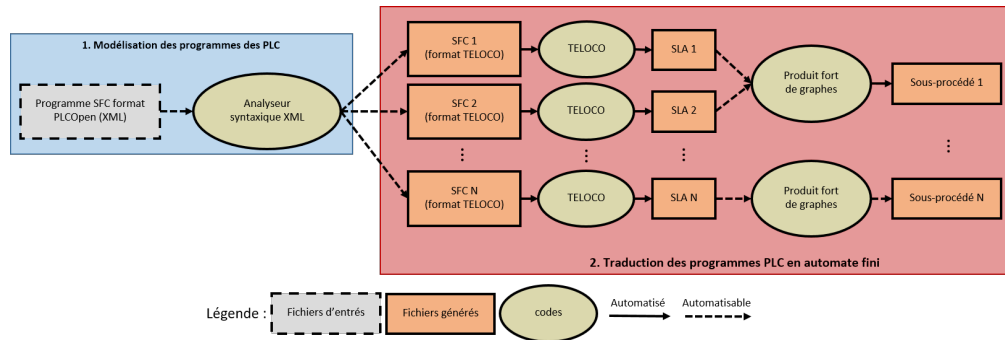 1. Modélisation des programmes des PLC
Programme SFC format
PLCOpen (XML)
Analyseur
syntaxique XML
SFC 1
(format TELOCO)
TELOCO
SLA 1
SFC 2
(format TELOCO)
TELOCO
SLA 2
Produit fort
de graphes
Sous-procédé 1
SFC N
(format TELOCO)
TELOCO
SLA N
Produit fort
de graphes
Sous-procédé N
2. Traduction des programmes PLC en automate fini
Légende :
Fichiers d'entrés
Fichiers générés
codes
Automatisé
Automatisable